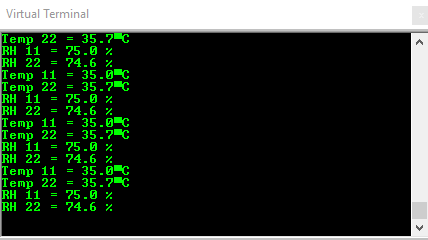 Virtual Terminal
Temp 22 = 35.7■C
RH 11 = 75.0 %
RH 22 = 74.6 %
Temp 11 = 35.0■C
Temp 22 = 35.7■C
RH 11 = 75.0 %
RH 22 = 74.6 %
Temp 11 = 35.0■C
Temp 22 = 35.7■C
RH 11 = 75.0 %
RH 22 = 74.6 %
Temp 11 = 35.0■C
Temp 22 = 35.7■C
RH 11 = 75.0 %
RH 22 = 74.6 %